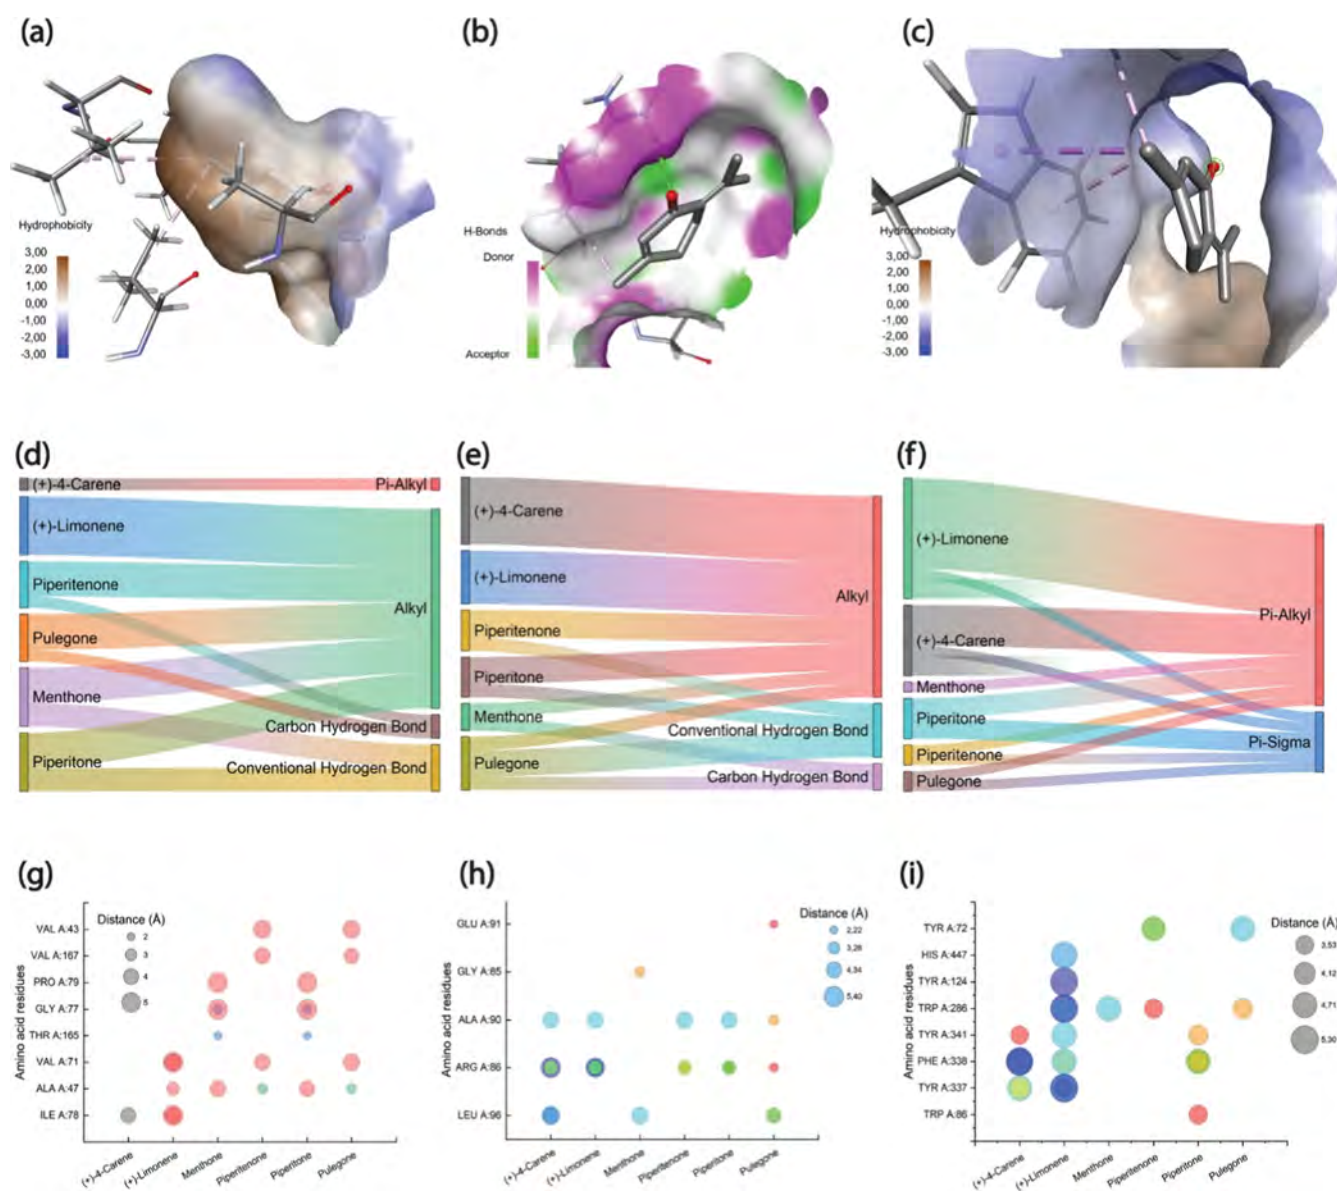 (a)
Hydrophobicity
3,00
2,00
1,00
0,00
-1,00
-2,00
-3,00
(b)
H-Bonds
Donor
Acceptor
(c)
Hydrophobicity
3,00
2,00
1,00
0,00
-1,00
-2,00
-3,00
(d)
(+)-4-Carene
Pi-Alkyl
(+)-Limonene
Piperitenone
Alkyl
Pulegone
Menthone
Carbon Hydrogen Bond
Piperitone
Conventional Hydrogen Bond
(e)
(+)-4-Carene
(+)-Limonene
Alkyl
Piperitenone
Piperitone
Menthone
Conventional Hydrogen Bond
Pulegone
Carbon Hydrogen Bond
(f)
(+)-Limonene
Pi-Alkyl
(+)-4-Carene
Menthone
Piperitone
Pi-Sigma
Piperitenone
Pulegone
(g)
Amino acid residues
Distance (Å)
2
3
4
5
VAL A:43
VAL A:167
PRO A:79
GLY A:77
THR A:165
VAL A:71
ALA A:47
ILE A:78
(+)-4-Carene
(+)-Limonene
Menthone
Piperitenone
Piperitone
Pulegone
(h)
Amino acid residues
Distance (Å)
2,22
3,28
4,34
5,40
GLU A:91
GLY A:85
ALA A:90
ARG A:86
LEU A:96
(+)-4-Carene
(+)-Limonene
Menthone
Piperitenone
Piperitone
Pulegone
(i)
Amino acid residues
Distance (Å)
3,53
4,12
4,71
5,30
TYR A:72
HIS A:447
TYR A:124
TRP A:286
TYR A:341
PHE A:338
TYR A:337
TRP A:86
(+)-4-Carene
(+)-Limonene
Menthone
Piperitenone
Piperitone
Pulegone